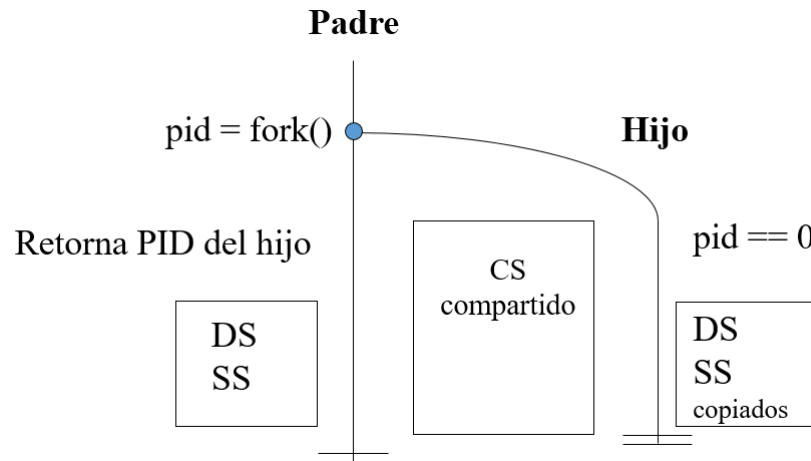 Padre
pid = fork()
Hijo
Retorna PID del hijo
pid == 0
CS
compartido
DS
SS
DS
SS
copiados